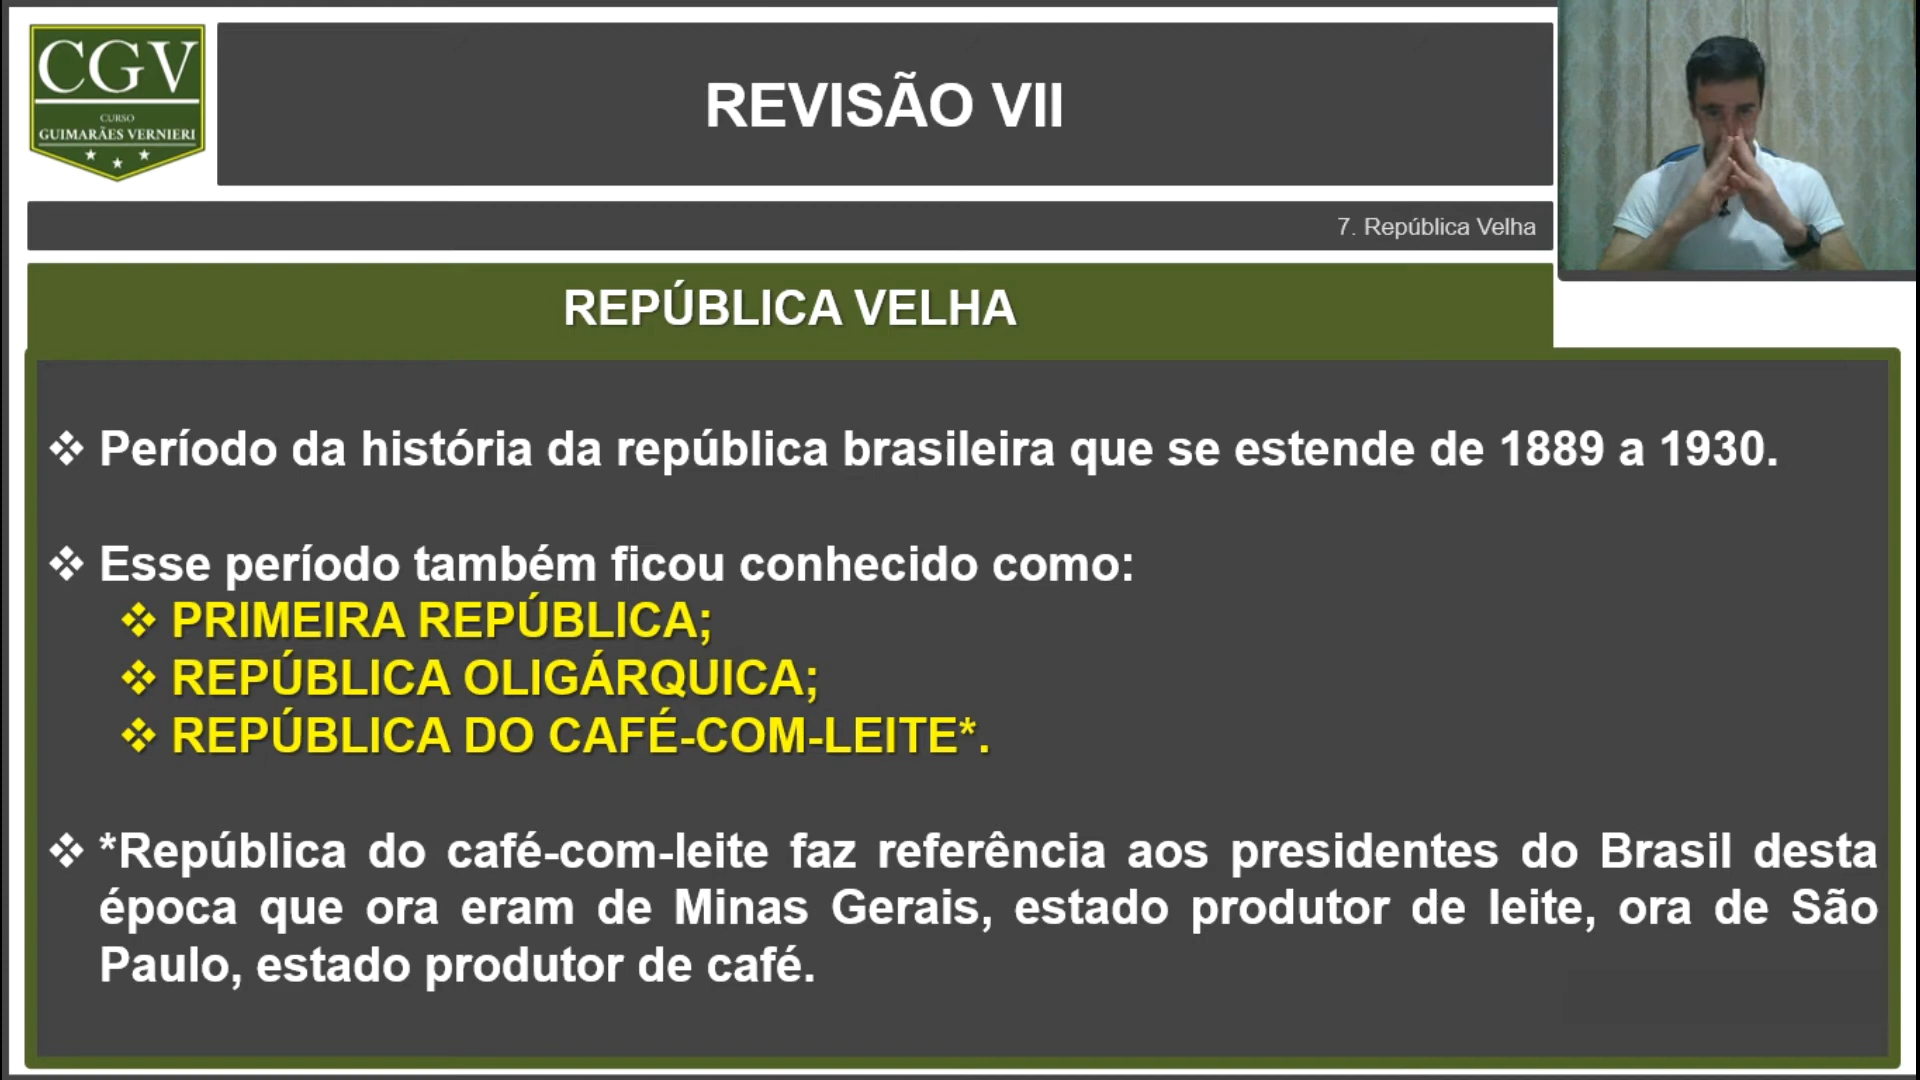 CGV
CURSO
GUIMARÃES VERNIERI
REVISÃO VII
7. República Velha
REPÚBLICA VELHA
❖ Período da história da república brasileira que se estende de 1889 a 1930.
❖ Esse período também ficou conhecido como:
❖ PRIMEIRA REPÚBLICA;
❖ REPÚBLICA OLIGÁRQUICA;
❖ REPÚBLICA DO CAFÉ-COM-LEITE*.
❖ *República do café-com-leite faz referência aos presidentes do Brasil desta
época que ora eram de Minas Gerais, estado produtor de leite, ora de São
Paulo, estado produtor de café.